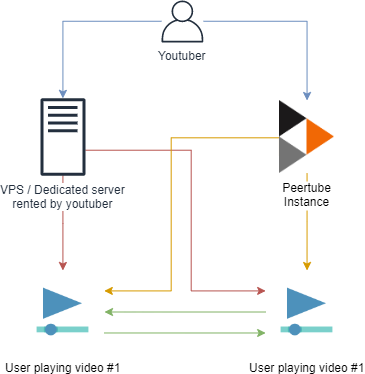 Youtuber
VPS / Dedicated server
rented by youtuber
Peertube
Instance
User playing video #1
User playing video #1